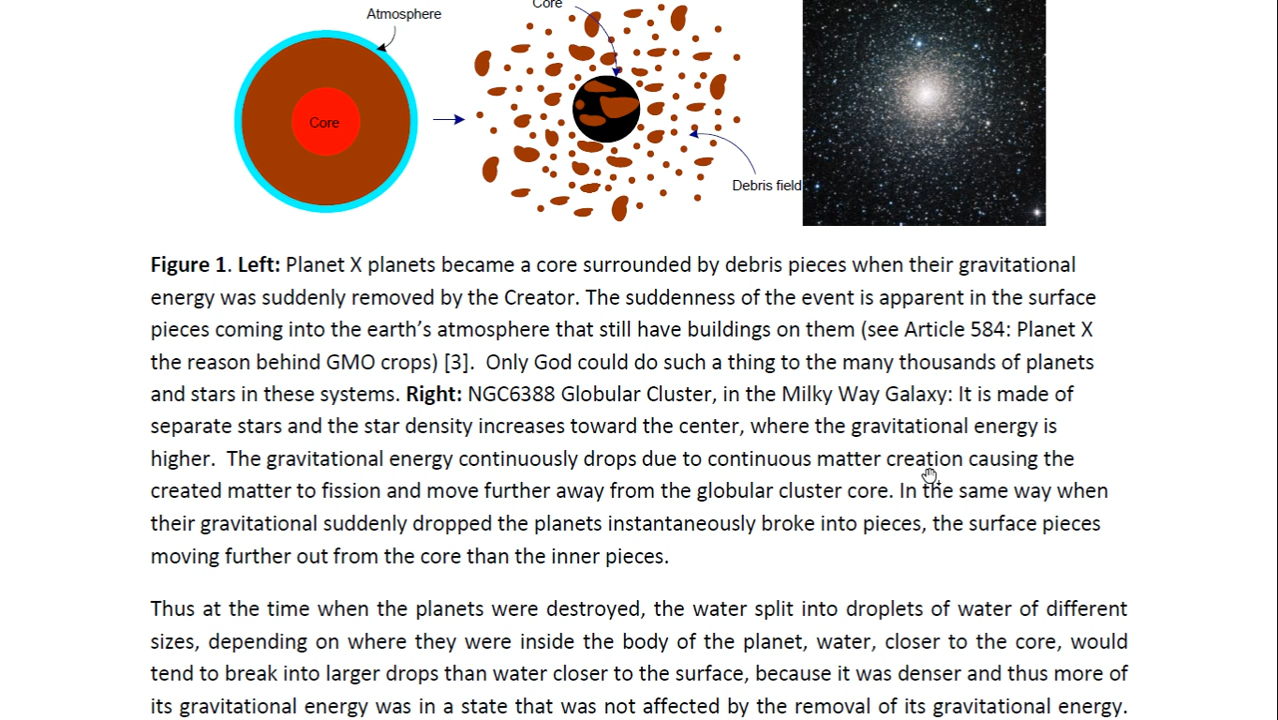 Core
Atmosphere
Core
Debris field
Figure 1. Left: Planet X planets became a core surrounded by debris pieces when their gravitational
energy was suddenly removed by the Creator. The suddenness of the event is apparent in the surface
pieces coming into the earth’s atmosphere that still have buildings on them (see Article 584: Planet X
the reason behind GMO crops) [3].  Only God could do such a thing to the many thousands of planets
and stars in these systems. Right: NGC6388 Globular Cluster, in the Milky Way Galaxy: It is made of
separate stars and the star density increases toward the center, where the gravitational energy is
higher.  The gravitational energy continuously drops due to continuous matter creation causing the
created matter to fission and move further away from the globular cluster core. In the same way when
their gravitational suddenly dropped the planets instantaneously broke into pieces, the surface pieces
moving further out from the core than the inner pieces.
Thus at the time when the planets were destroyed, the water split into droplets of water of different
sizes, depending on where they were inside the body of the planet, water, closer to the core, would
tend to break into larger drops than water closer to the surface, because it was denser and thus more of
its gravitational energy was in a state that was not affected by the removal of its gravitational energy.